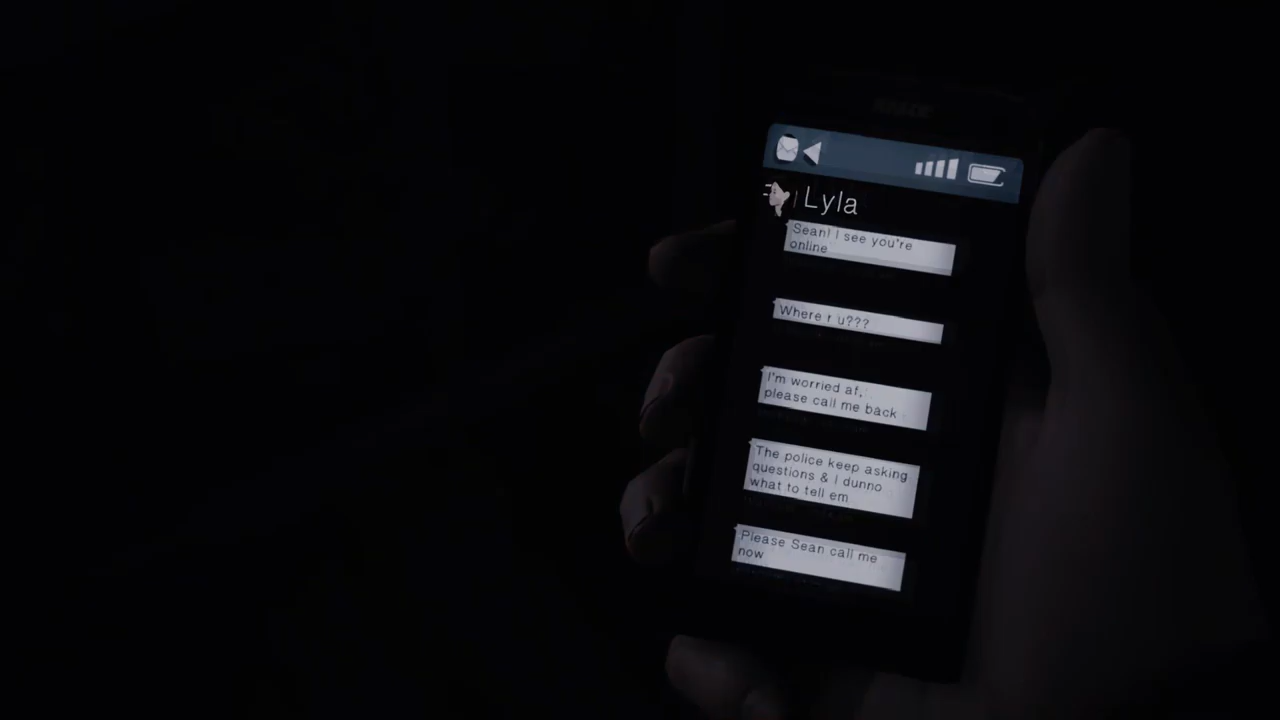 Lyla
Sean! I see you're
online
Where r u???
I'm worried af,
please call me back
The police keep asking
questions & I dunno
what to tell em
Please Sean call me
now